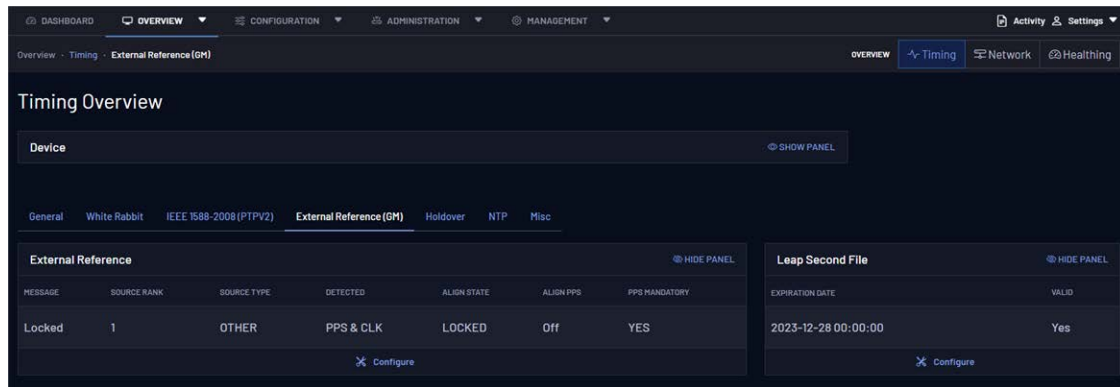 DASHBOARD OVERVIEW CONFIGURATION ADMINISTRATION MANAGEMENT Activity Settings
Overview - Timing - External Reference (GM) OVERVIEW Timing Network Healthing
Timing Overview
Device SHOW PANEL
General White Rabbit IEEE 1588-2008 (PTPV2) External Reference (GM) Holdover NTP Misc
External Reference HIDE PANEL Leap Second File HIDE PANEL
MESSAGE SOURCE RANK SOURCE TYPE DETECTED ALIGN STATE ALIGN PPS PPS MANDATORY EXPIRATION DATE VALID
Locked 1 OTHER PPS & CLK LOCKED Off YES 2023-12-28 00:00:00 Yes
Configure Configure